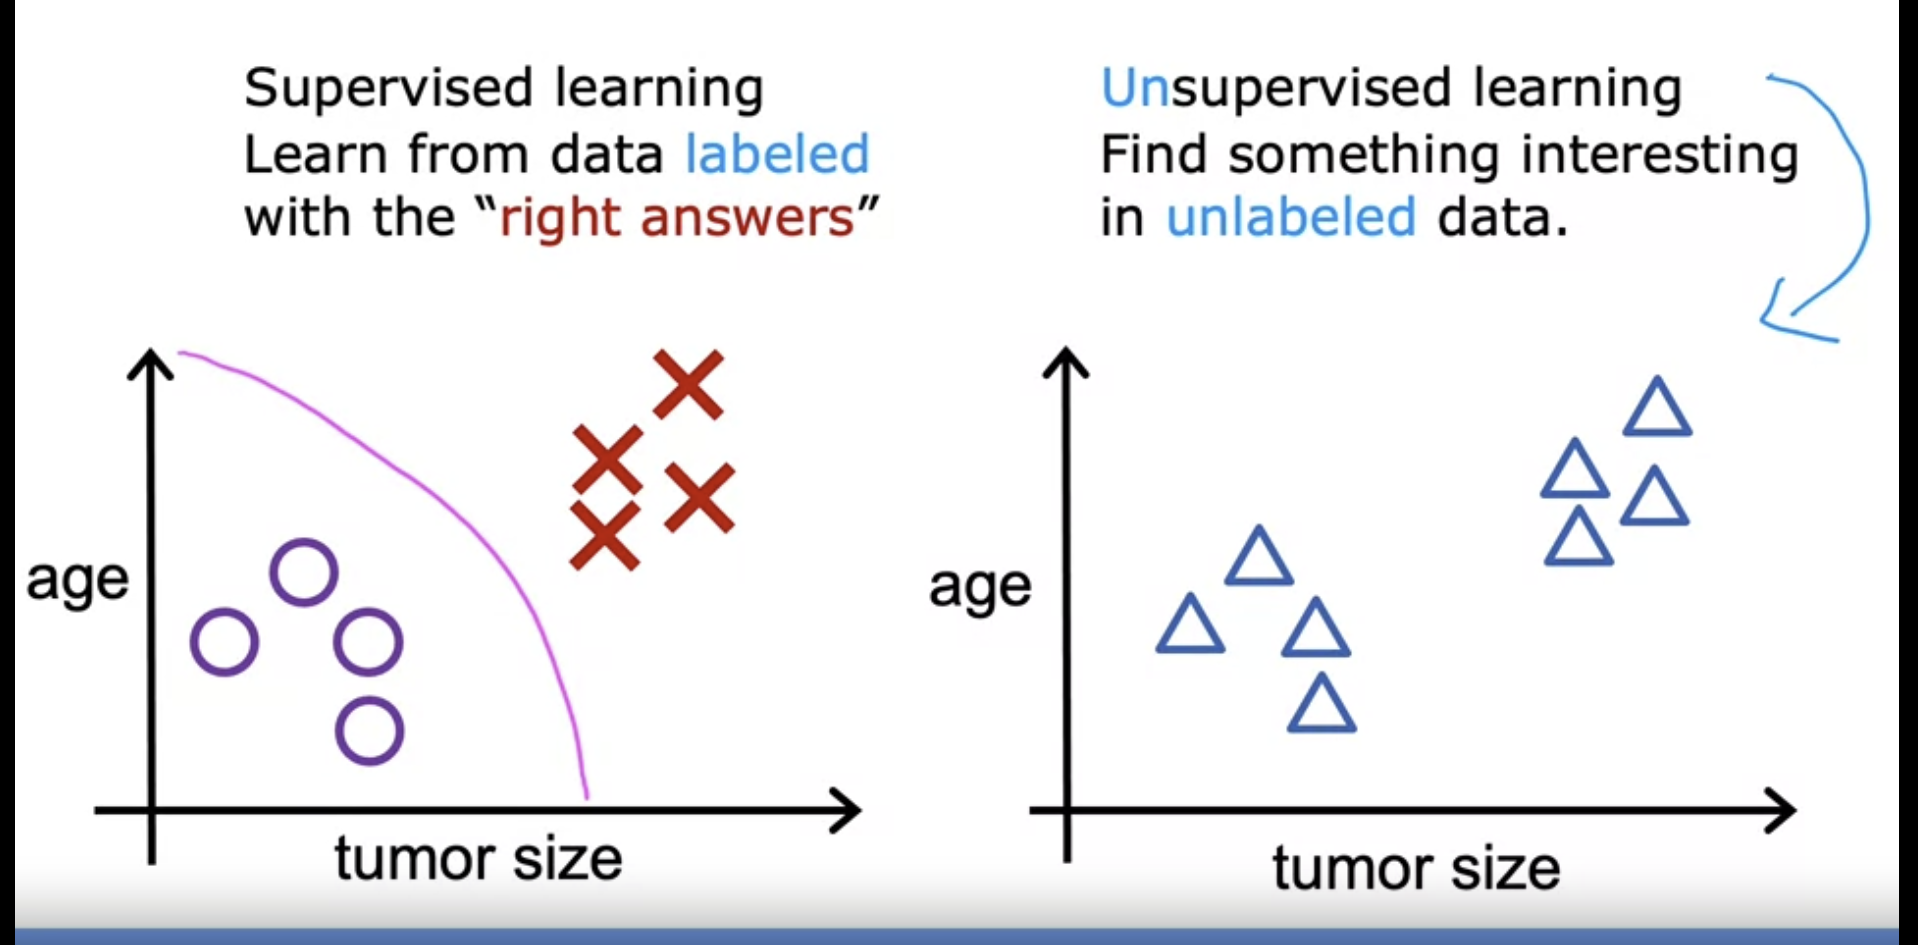 Supervised learning
Learn from data labeled
with the “right answers”
age
tumor size
Unsupervised learning
Find something interesting
in unlabeled data.
age
tumor size